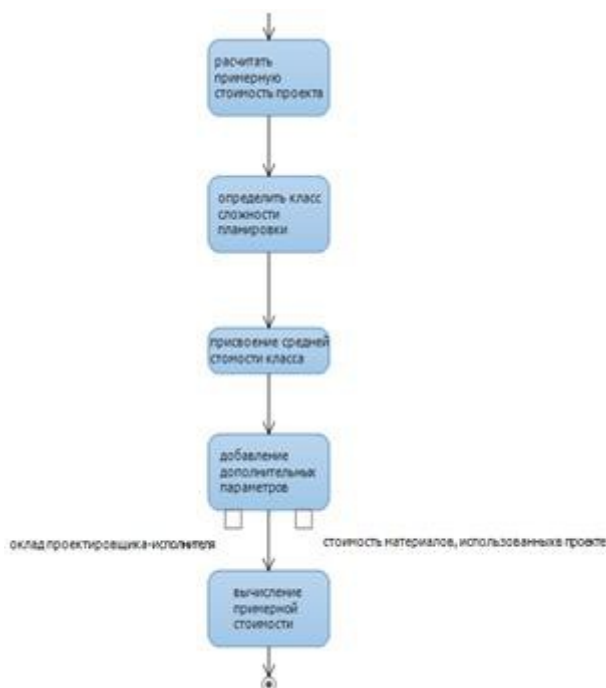 расчитать
примерную
стоимость проекта
определить класс
сложности
планировки
присвоение средней
стомости класса
добавление
дополнительных
параметров
оклад проектировщика-исполнителя
стоимость материалов, использованныхв проекте
вычисление
примерной
стоимости